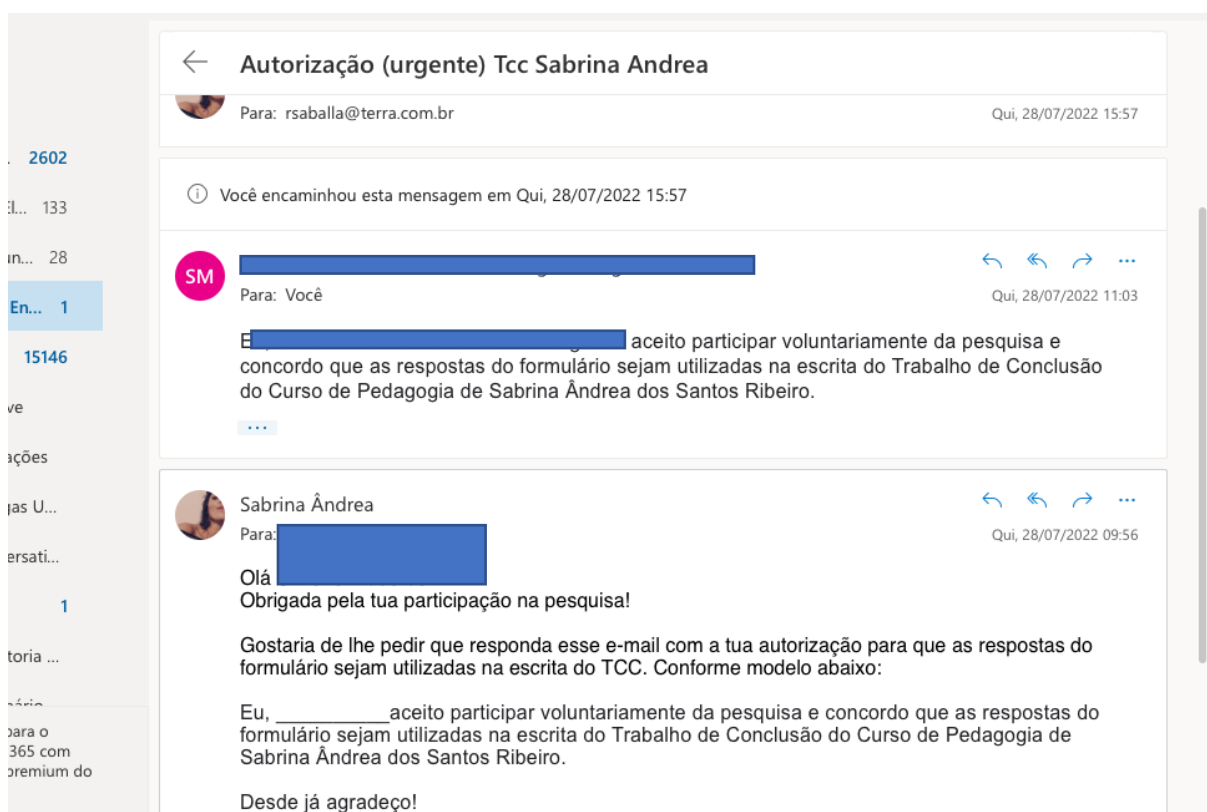 Autorização (urgente) Tcc Sabrina Andrea
Para: rsaballa@terra.com.br
Qui, 28/07/2022 15:57
2602
133
28
En... 1
15146
ações
U...
ersati...
1
toria ...
para o
365 com
premium do
Você encaminhou esta mensagem em Qui, 28/07/2022 15:57
SM
Para: Você
Qui, 28/07/2022 11:03
aceito participar voluntariamente da pesquisa e
concordo que as respostas do formulário sejam utilizadas na escrita do Trabalho de Conclusão
do Curso de Pedagogia de Sabrina Ândrea dos Santos Ribeiro.
...
Sabrina Ândrea
Para:
Qui, 28/07/2022 09:56
Olá
Obrigada pela tua participação na pesquisa!
Gostaria de lhe pedir que responda esse e-mail com a tua autorização para que as respostas do
formulário sejam utilizadas na escrita do TCC. Conforme modelo abaixo:
Eu, __________aceito participar voluntariamente da pesquisa e concordo que as respostas do
formulário sejam utilizadas na escrita do Trabalho de Conclusão do Curso de Pedagogia de
Sabrina Ândrea dos Santos Ribeiro.
Desde já agradeço!